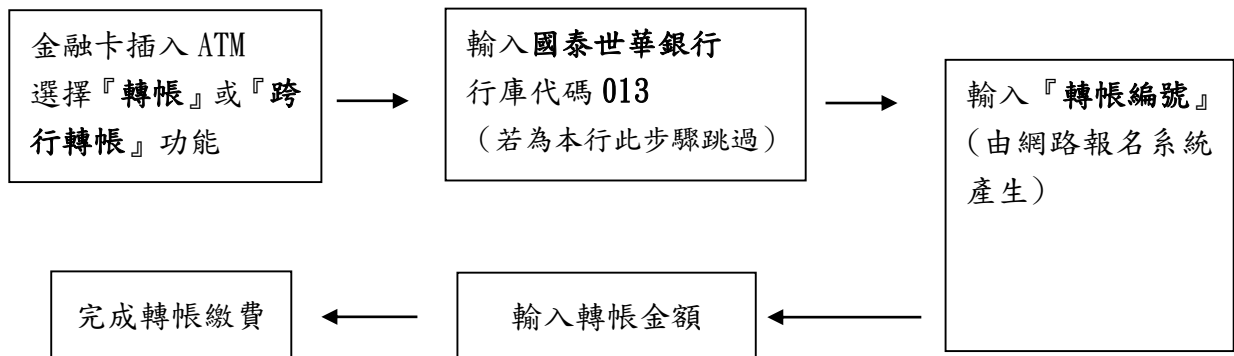 金融卡插入 ATM
選擇『轉帳』或『跨
行轉帳』功能
輸入國泰世華銀行
行庫代碼 013
（若為本行此步驟跳過）
輸入『轉帳編號』
（由網路報名系統
產生）
輸入轉帳金額
完成轉帳繳費